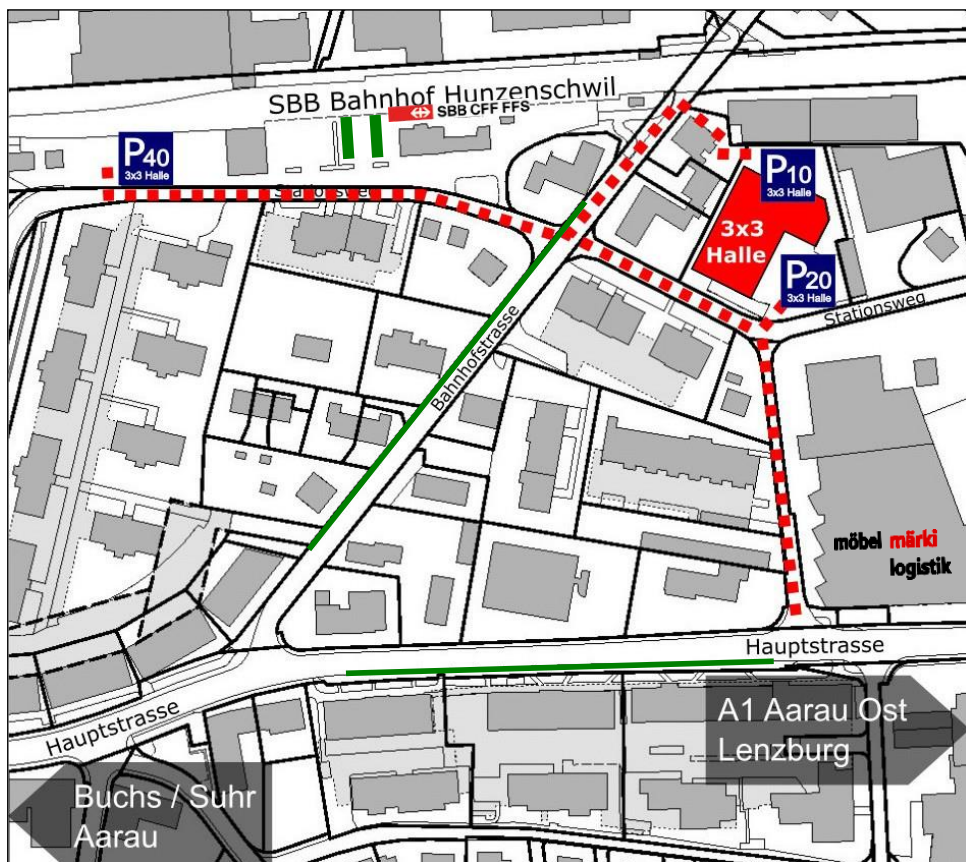 SBB Bahnhof Hunzenschwil
SBB CFF FFS
P40
3x3 Halle
Stationsweg
P10
3x3 Halle
3x3
Halle
P20
3x3 Halle
Stationsweg
Bahnhofstrasse
möbel märki
logistik
Hauptstrasse
A1 Aarau Ost
Lenzburg
Hauptstrasse
Buchs / Suhr
Aarau